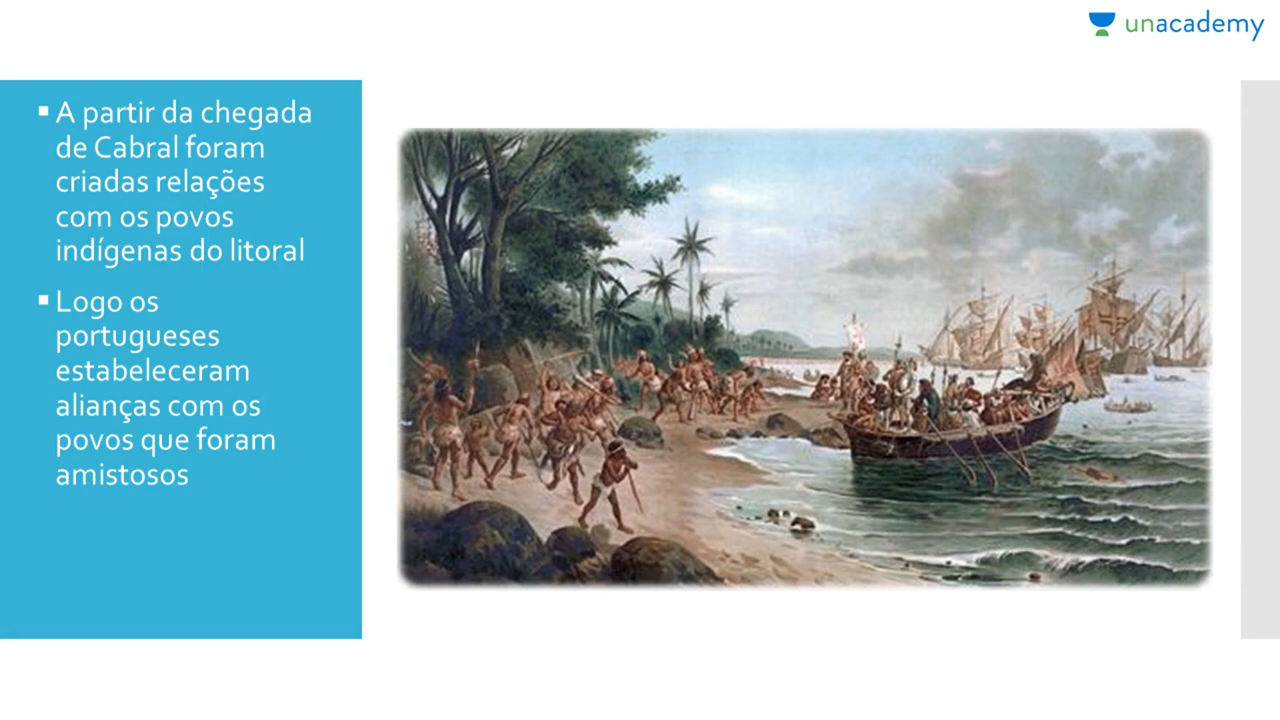 unacademy
▪ A partir da chegada
de Cabral foram
criadas relações
com os povos
indígenas do litoral
▪ Logo os
portugueses
estabeleceram
alianças com os
povos que foram
amistosos